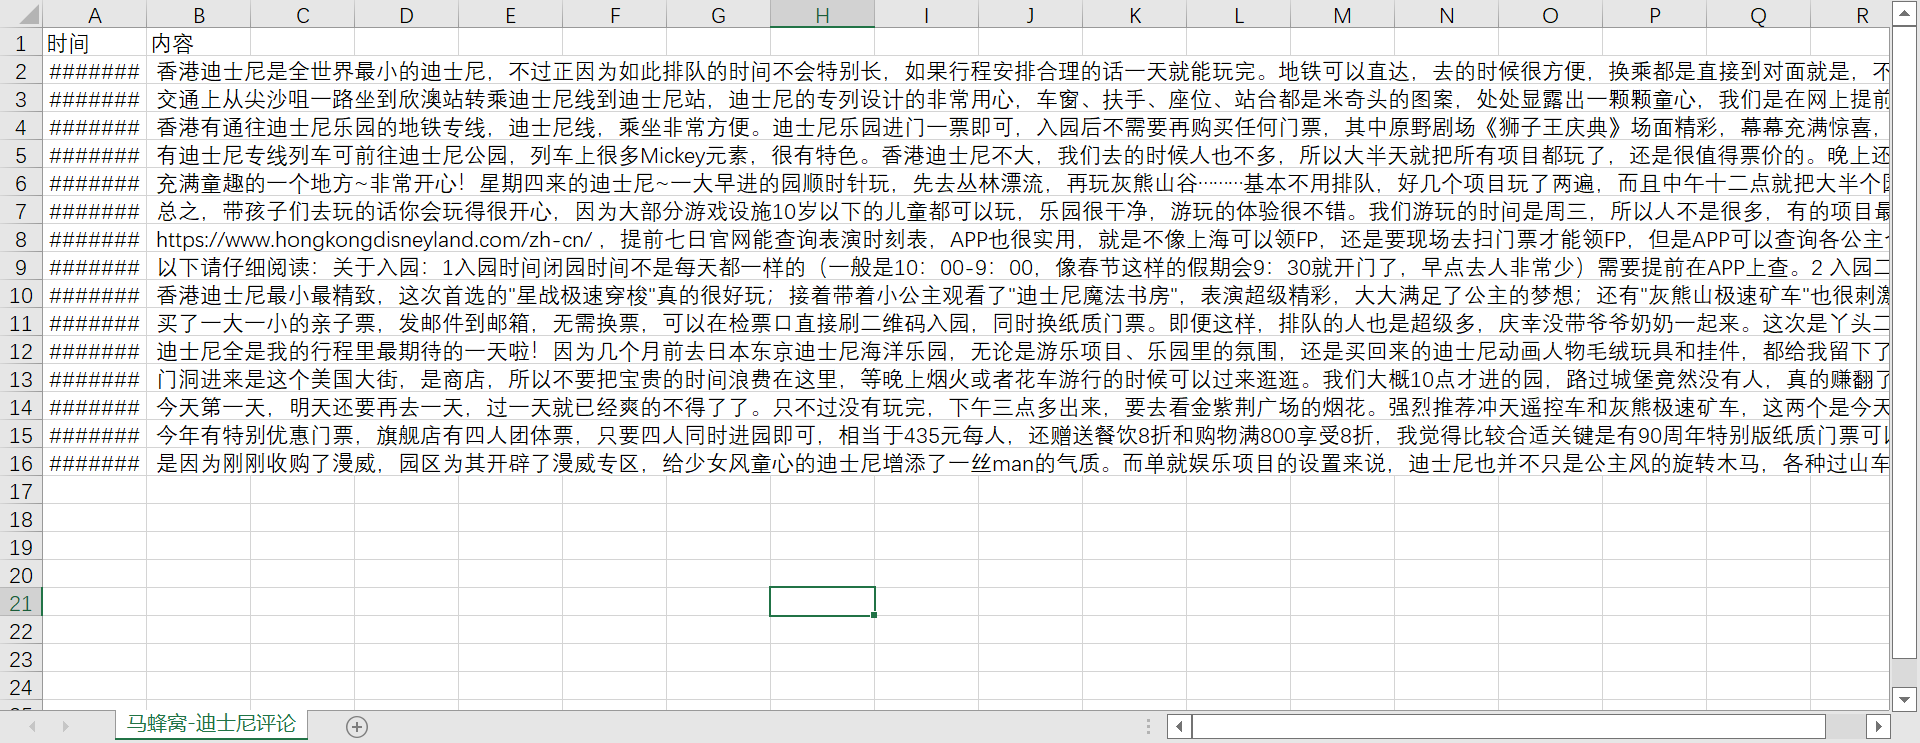 A B C D E F G H I J K L M N O P Q R
1 时间 内容
2 ####### 香港迪士尼是全世界最小的迪士尼，不过正因为如此排队的时间不会特别长，如果行程安排合理的话一天就能玩完。地铁可以直达，去的时候很方便，换乘都是直接到对面就是，不
3 ####### 交通上从尖沙咀一路坐到欣澳站转乘迪士尼线到迪士尼站，迪士尼的专列设计的非常用心，车窗、扶手、座位、站台都是米奇头的图案，处处显露出一颗颗童心，我们是在网上提前
4 ####### 香港有通往迪士尼乐园的地铁专线，迪士尼线，乘坐非常方便。迪士尼乐园进门一票即可，入园后不需要再购买任何门票，其中原野剧场《狮子王庆典》场面精彩，幕幕充满惊喜，
5 ####### 有迪士尼专线列车可前往迪士尼公园，列车上很多Mickey元素，很有特色。香港迪士尼不大，我们去的时候人也不多，所以大半天就把所有项目都玩了，还是很值得票价的。晚上还
6 ####### 充满童趣的一个地方~非常开心！星期四来的迪士尼~一大早进的园顺时针玩，先去丛林漂流，再玩灰熊山谷………基本不用排队，好几个项目玩了两遍，而且中午十二点就把大半个园
7 ####### 总之，带孩子们去玩的话你会玩得很开心，因为大部分游戏设施10岁以下的儿童都可以玩，乐园很干净，游玩的体验很不错。我们游玩的时间是周三，所以人不是很多，有的项目最
8 ####### https://www.hongkongdisneyland.com/zh-cn/ ，提前七日官网能查询表演时刻表，APP也很实用，就是不像上海可以领FP，还是要现场去扫门票才能领FP，但是APP可以查询各公主
9 ####### 以下请仔细阅读：关于入园：1入园时间闭园时间不是每天都一样的（一般是10：00-9：00，像春节这样的假期会9：30就开门了，早点去人非常少）需要提前在APP上查。2 入园二
10 ####### 香港迪士尼最小最精致，这次首选的"星战极速穿梭"真的很好玩；接着带着小公主观看了"迪士尼魔法书房"，表演超级精彩，大大满足了公主的梦想；还有"灰熊山极速矿车"也很刺激
11 ####### 买了一大一小的亲子票，发邮件到邮箱，无需换票，可以在检票口直接刷二维码入园，同时换纸质门票。即便这样，排队的人也是超级多，庆幸没带爷爷奶奶一起来。这次是丫头二
12 ####### 迪士尼全是我的行程里最期待的一天啦！因为几个月前去日本东京迪士尼海洋乐园，无论是游乐项目、乐园里的氛围，还是买回来的迪士尼动画人物毛绒玩具和挂件，都给我留下了
13 ####### 门洞进来是这个美国大街，是商店，所以不要把宝贵的时间浪费在这里，等晚上烟火或者花车游行的时候可以过来逛逛。我们大概10点才进的园，路过城堡竟然没有人，真的赚翻了
14 ####### 今天第一天，明天还要再去一天，过一天就已经爽的不得了了。只不过没有玩完，下午三点多出来，要去看金紫荆广场的烟花。强烈推荐冲天遥控车和灰熊极速矿车，这两个是今天
15 ####### 今年有特别优惠门票，旗舰店有四人团体票，只要四人同时进园即可，相当于435元每人，还赠送餐饮8折和购物满800享受8折，我觉得比较合适关键是有90周年特别版纸质门票可以
16 ####### 是因为刚刚收购了漫威，园区为其开辟了漫威专区，给少女风童心的迪士尼增添了一丝man的气质。而单就娱乐项目的设置来说，迪士尼也并不只是公主风的旋转木马，各种过山车
17
18
19
20
21
22
23
24
马蜂窝-迪士尼评论